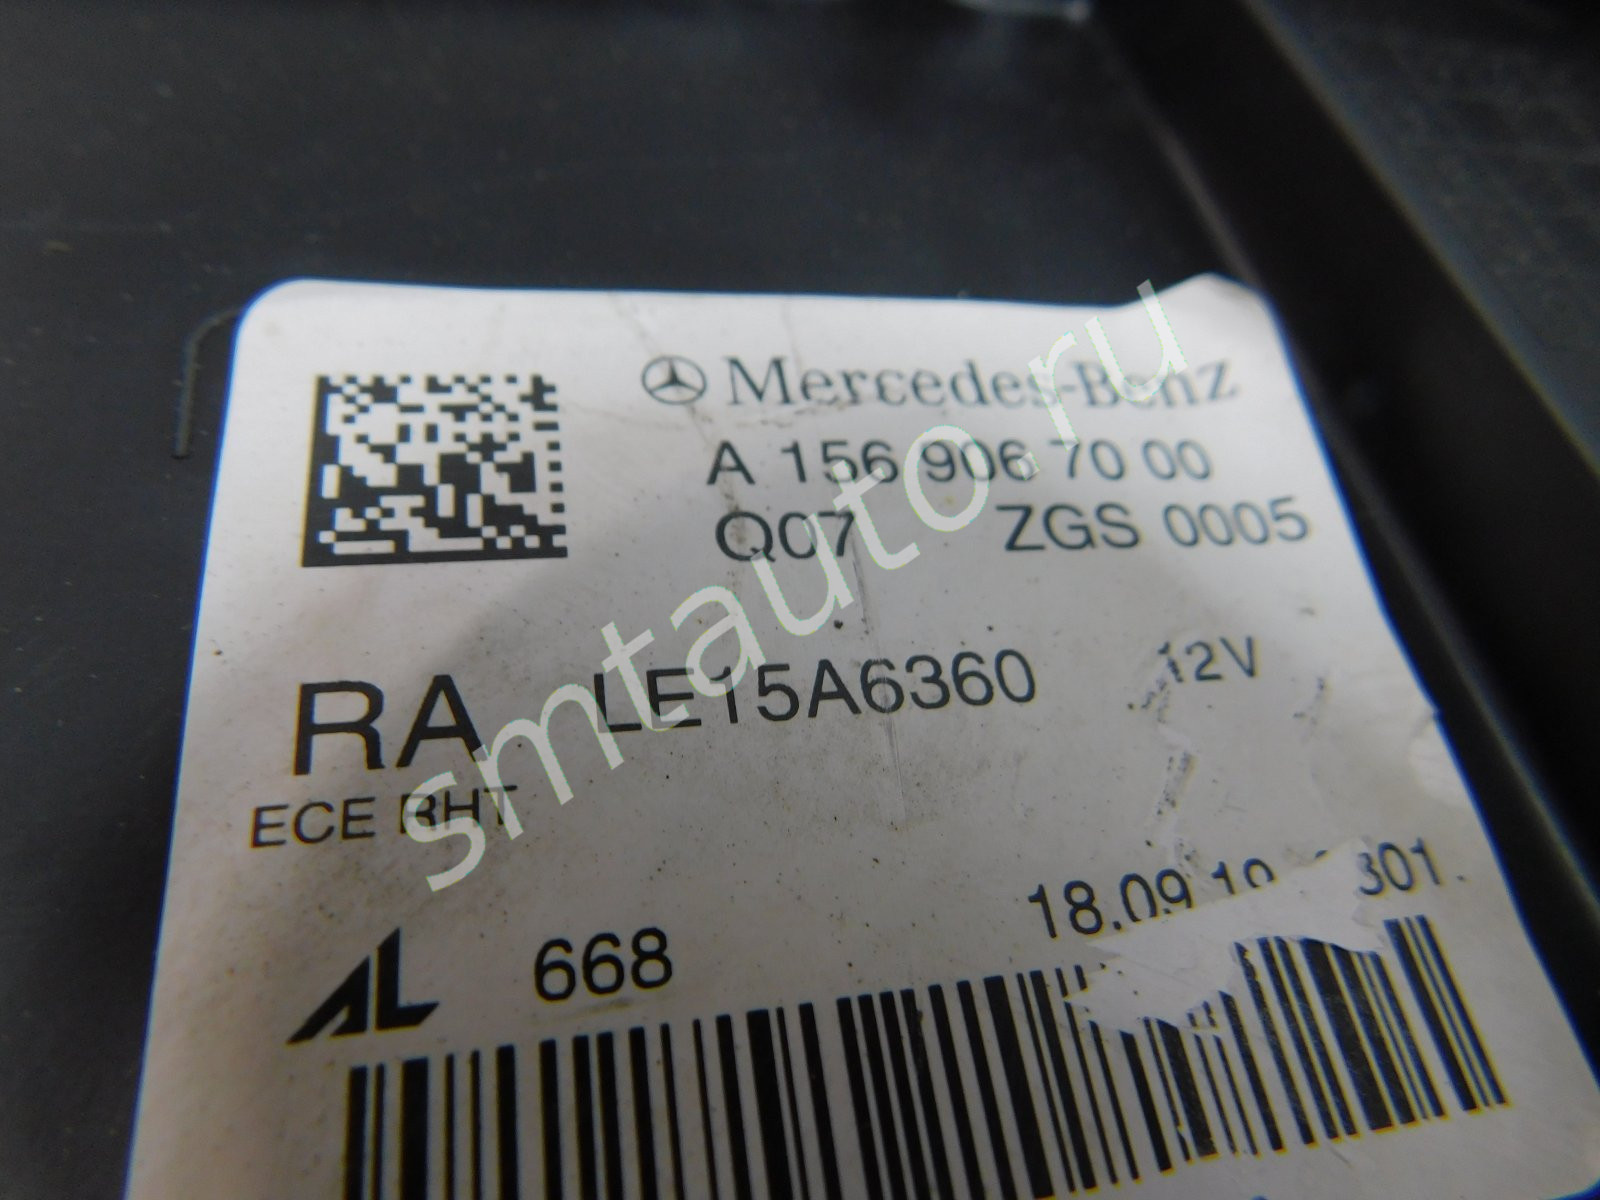 Mercedes-Benz
A 156 906 70 00
Q07 ZGS 0005
RA LE15A6360 12V
ECE RHT
AL 668 18.09.19 301.
smtauto.ru